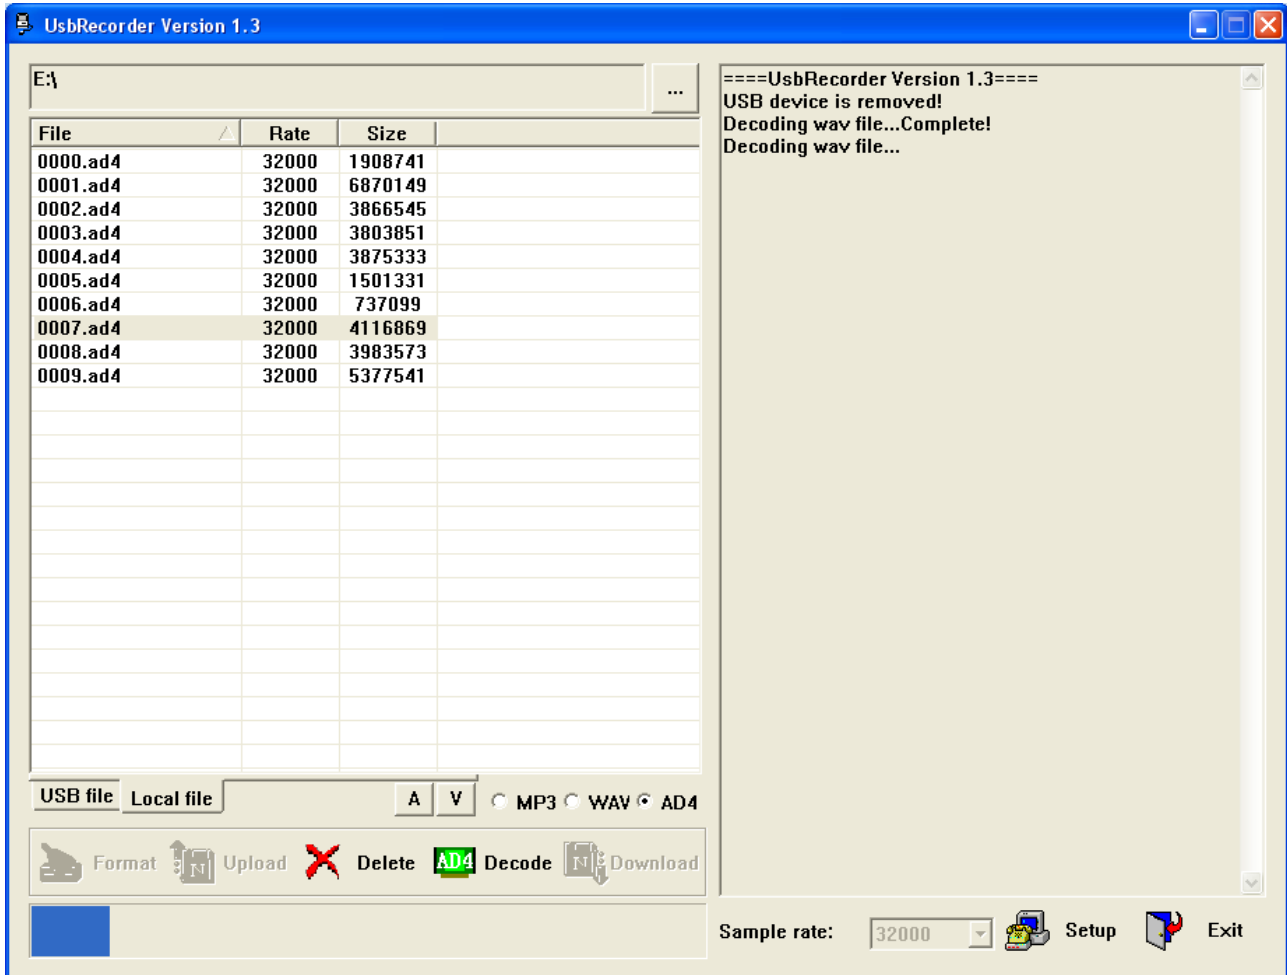 UsbRecorder Version 1.3
E:\
...
File Rate Size
0000.ad4 32000 1908741
0001.ad4 32000 6870149
0002.ad4 32000 3866545
0003.ad4 32000 3803851
0004.ad4 32000 3875333
0005.ad4 32000 1501331
0006.ad4 32000 737099
0007.ad4 32000 4116869
0008.ad4 32000 3983573
0009.ad4 32000 5377541
====UsbRecorder Version 1.3====
USB device is removed!
Decoding wav file...Complete!
Decoding wav file...
USB file Local file A V MP3 WAV AD4
Format N Upload Delete AD4 Decode N Download
Sample rate: 32000 Setup Exit